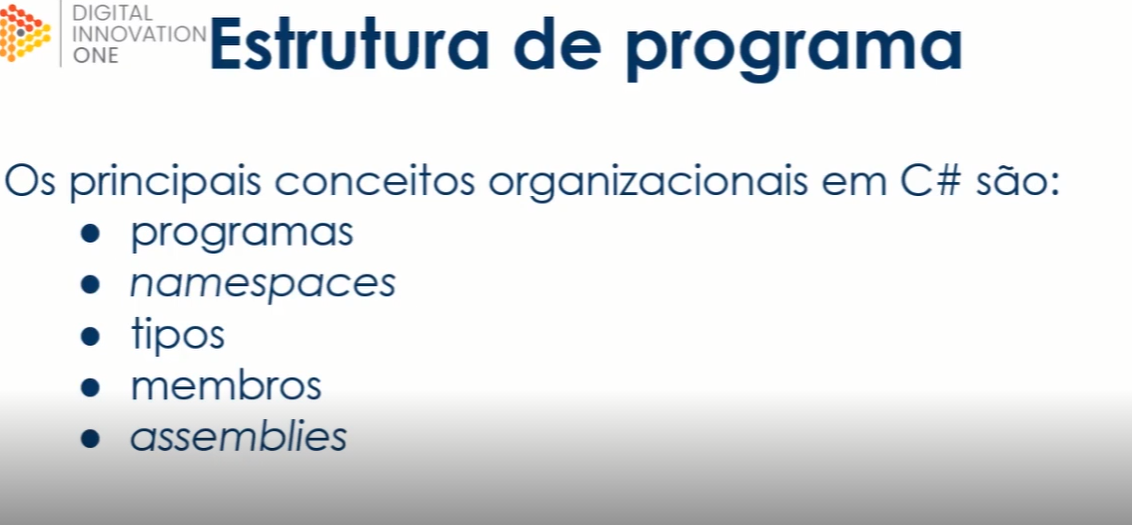 DIGITAL
INNOVATION
ONE
Estrutura de programa
Os principais conceitos organizacionais em C# são:
● programas
● namespaces
● tipos
● membros
● assemblies